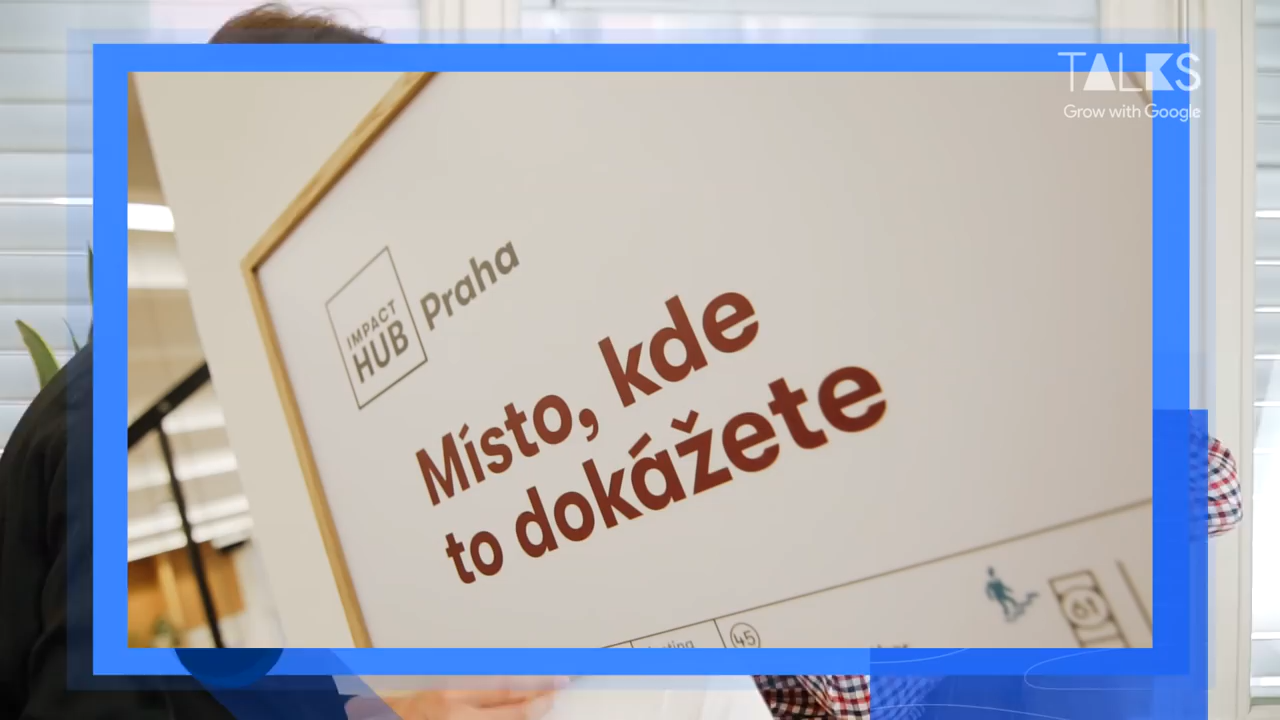 TALKS
Grow with Google
IMPACT
HUB
Praha
Místo, kde
to dokážete
45
61